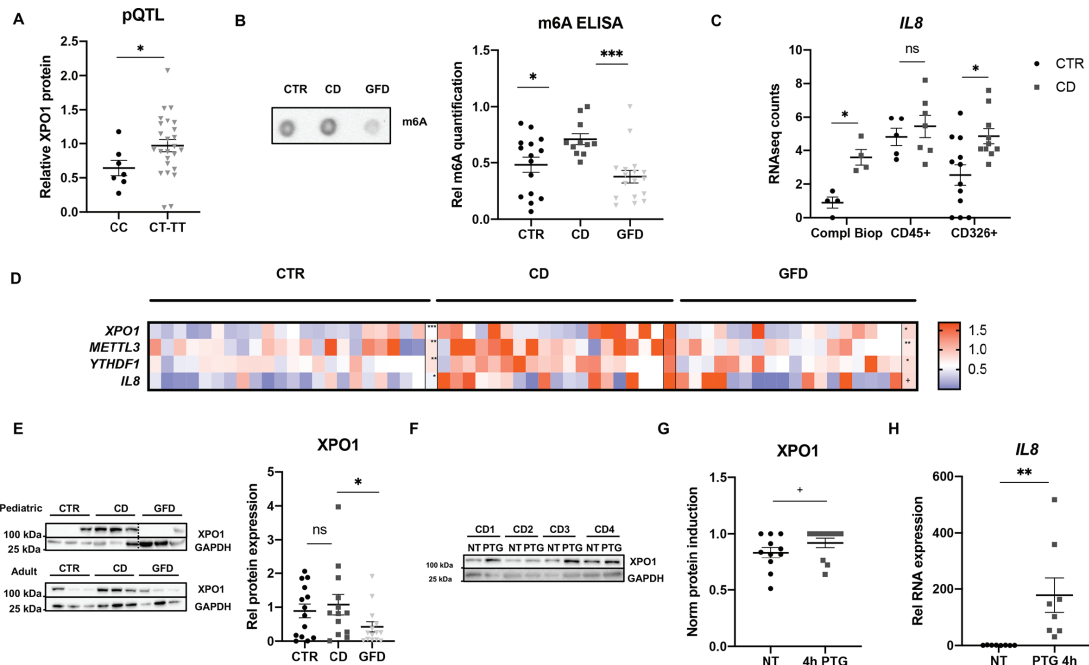 A
pQTL
Relative XPO1 protein
2.5
2.0
1.5
1.0
0.5
0.0
*
CC
CT-TT
B
CTR CD GFD
m6A
m6A ELISA
Rel m6A quantification
1.5
1.0
0.5
0.0
*
***
CTR
CD
GFD
C
IL8
RNAseq counts
10
8
6
4
2
0
*
ns
*
Compl Biop
CD45+
CD326+
CTR
CD
D
CTR
CD
GFD
XPO1
METTL3
YTHDF1
IL8
***
**
**
*
*
**
*
+
1.5
1.0
0.5
E
Pediatric
CTR CD GFD
100 kDa
XPO1
25 kDa
GAPDH
Adult
CTR CD GFD
100 kDa
XPO1
25 kDa
GAPDH
XPO1
Rel protein expression
5
4
3
2
1
0
ns
*
CTR
CD
GFD
F
CD1 CD2 CD3 CD4
NT PTG NT PTG NT PTG NT PTG
100 kDa
XPO1
25 kDa
GAPDH
G
XPO1
Norm protein induction
1.5
1.0
0.5
0.0
+
NT
4h PTG
H
IL8
Rel RNA expression
600
400
200
0
**
NT
PTG 4h